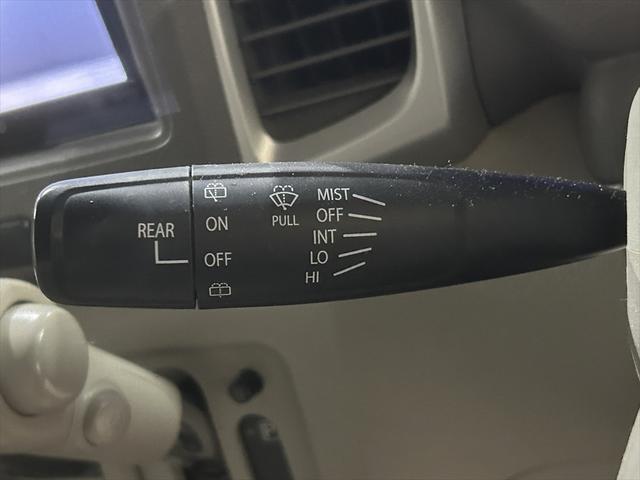 REAR
ON
OFF
PULL
MIST
OFF
INT
LO
HI
P